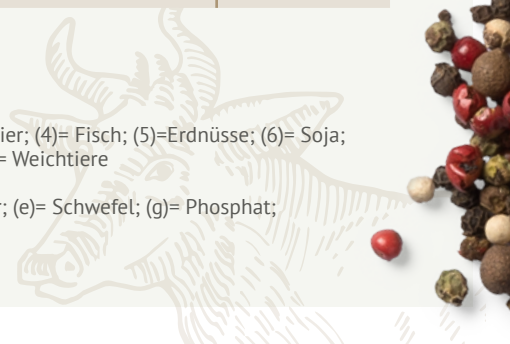 ier; (4)= Fisch; (5)=Erdnüsse; (6)= Soja;
= Weichtiere
; (e)= Schwefel; (g)= Phosphat;